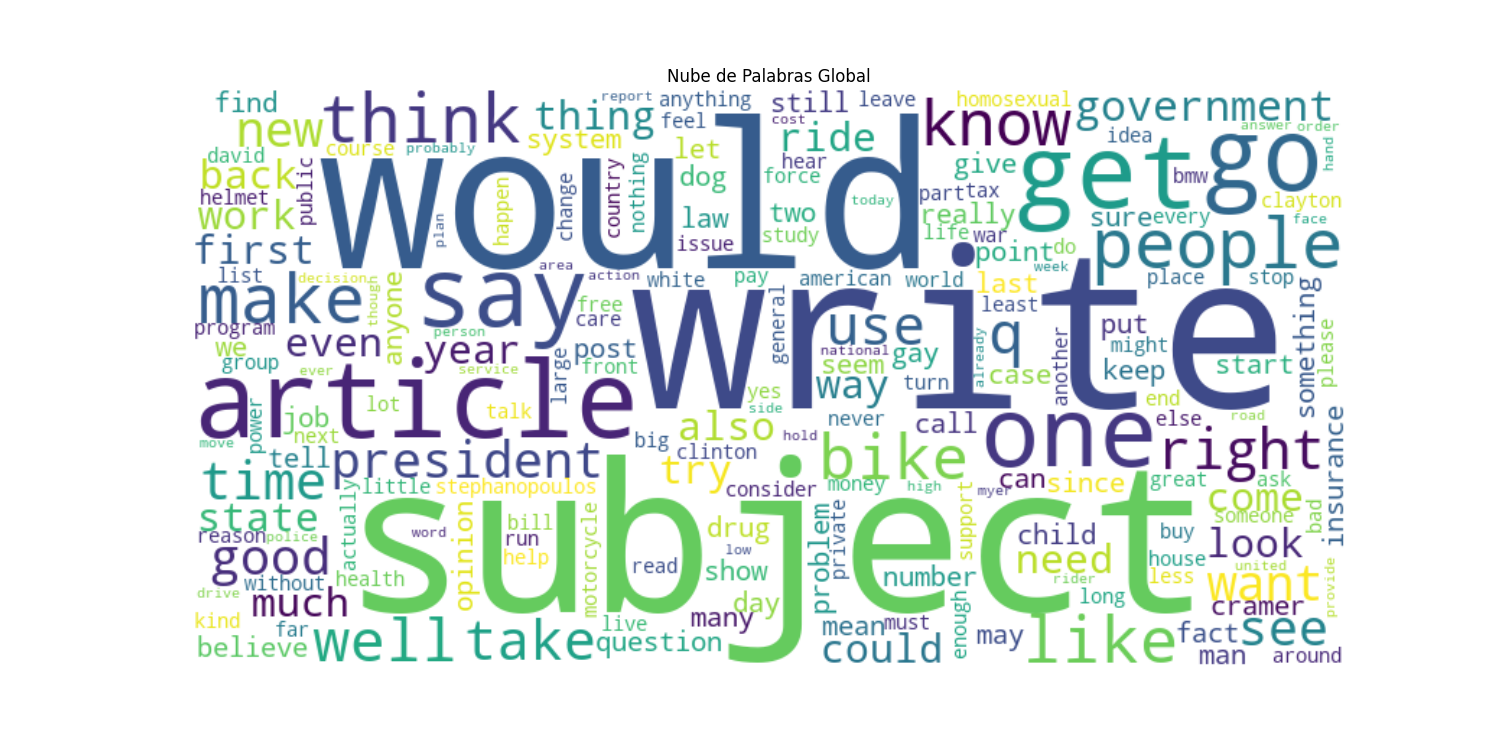 Nube de Palabras Global
find
think
thing
report
anything
still
leave
homosexual
government
new
course
probably
system
feel
cost
ride
know
idea
answer
order
hand
david
back
public
would
let
hear
give
get
go
helmet
work
happen
change
country
nothing
dog
force
today
part
tax
bmw
clayton
first
plan
law
two
really
sure
every
face
study
life
war
people
issue
point
do
list
decision
area
action
white
pay
american
world
last
week
place
stop
make
though
anyone
say
free
write
general
least
something
program
person
care
use
q
put
we
even
year
post
national
already
another
might
please
group
ever
service
large
front
seem
gay
case
keep
start
article
yes
way
turn
power
job
lot
talk
side
never
end
else
road
insurance
move
next
big
also
hold
call
one
right
tell
president
clinton
bike
time
try
can
since
great
ask
come
actually
little
stephanopoulos
subject
consider
money
high
myer
someone
bad
state
reason
police
word
opinion
bill
run
drug
problem
private
support
child
buy
look
good
help
motorcycle
read
low
show
number
need
house
united
without
health
rider
less
want
provide
drive
much
day
long
cramer
kind
far
live
many
mean
must
enough
may
like
fact
see
believe
well
take
question
could
man
around